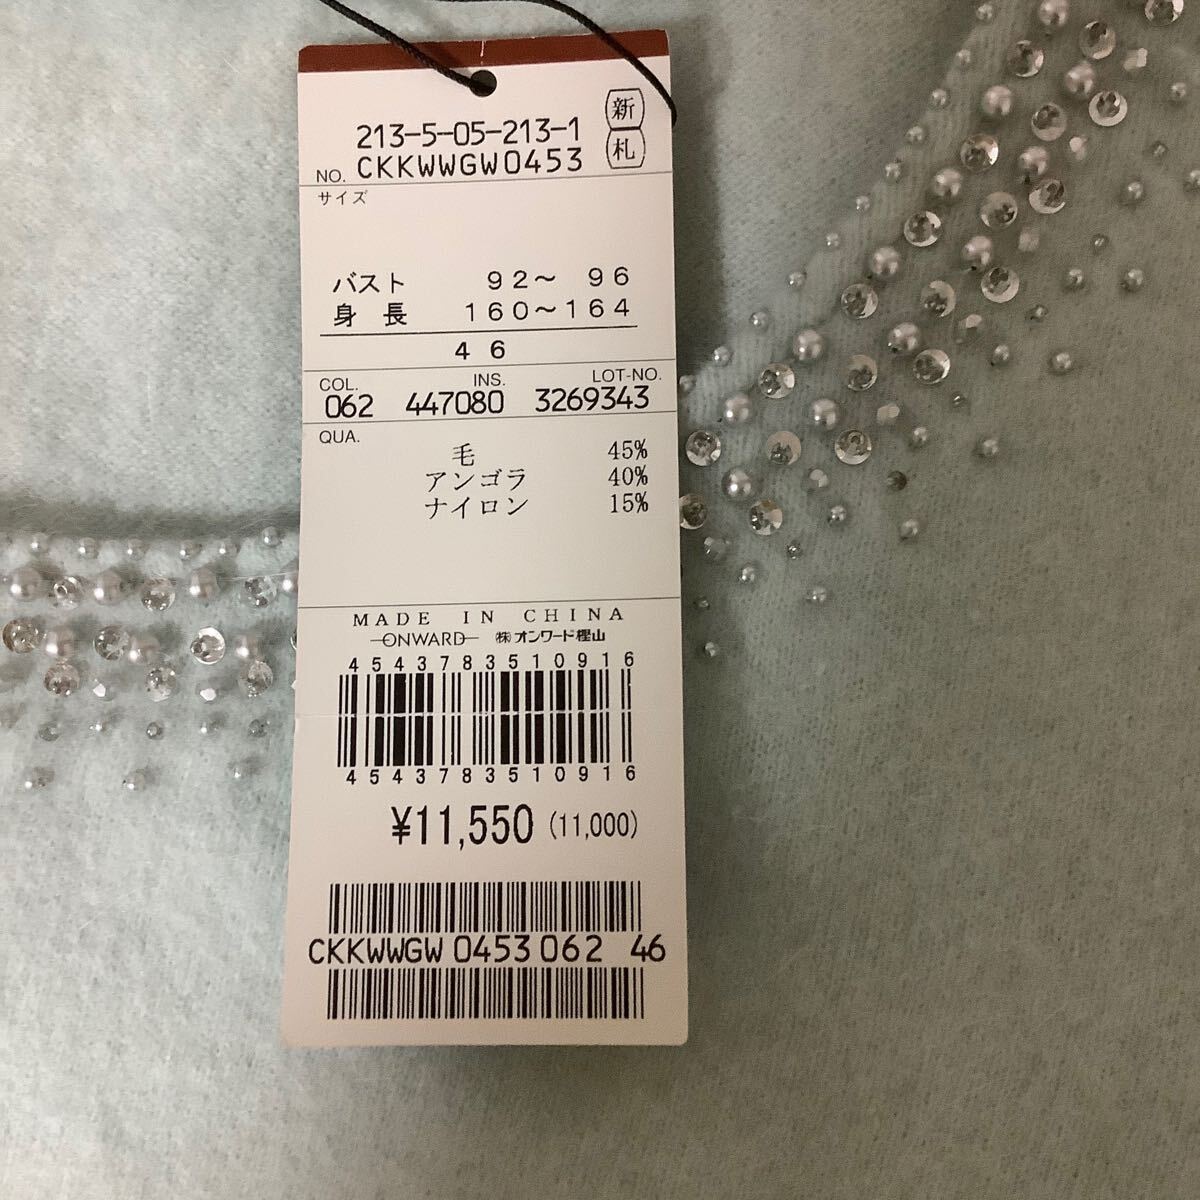 213-5-05-213-1
新札
NO. CKKWWGW0453
サイズ
バスト 92～ 96
身 長 160～164
46
COL. INS. LOT-NO.
062 447080 3269343
QUA.
毛 45%
アンゴラ 40%
ナイロン 15%
MADE IN CHINA
ONWARD ㈱オンワード樫山
4543783510916
4543783510916
¥11,550 (11,000)
CKKWWGW 0453 062 46